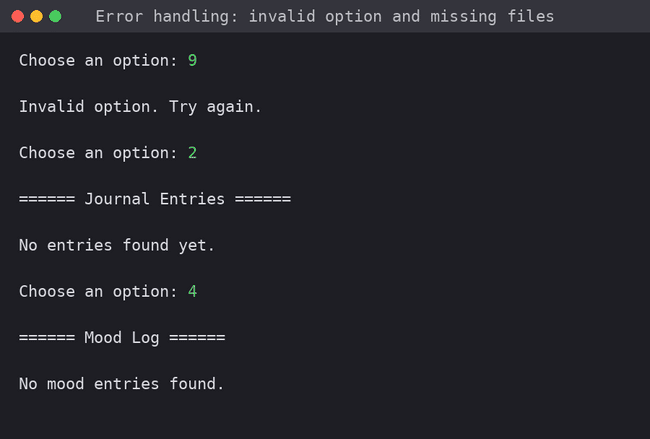 Error handling: invalid option and missing files
Choose an option: 9
Invalid option. Try again.
Choose an option: 2
====== Journal Entries ======
No entries found yet.
Choose an option: 4
====== Mood Log ======
No mood entries found.